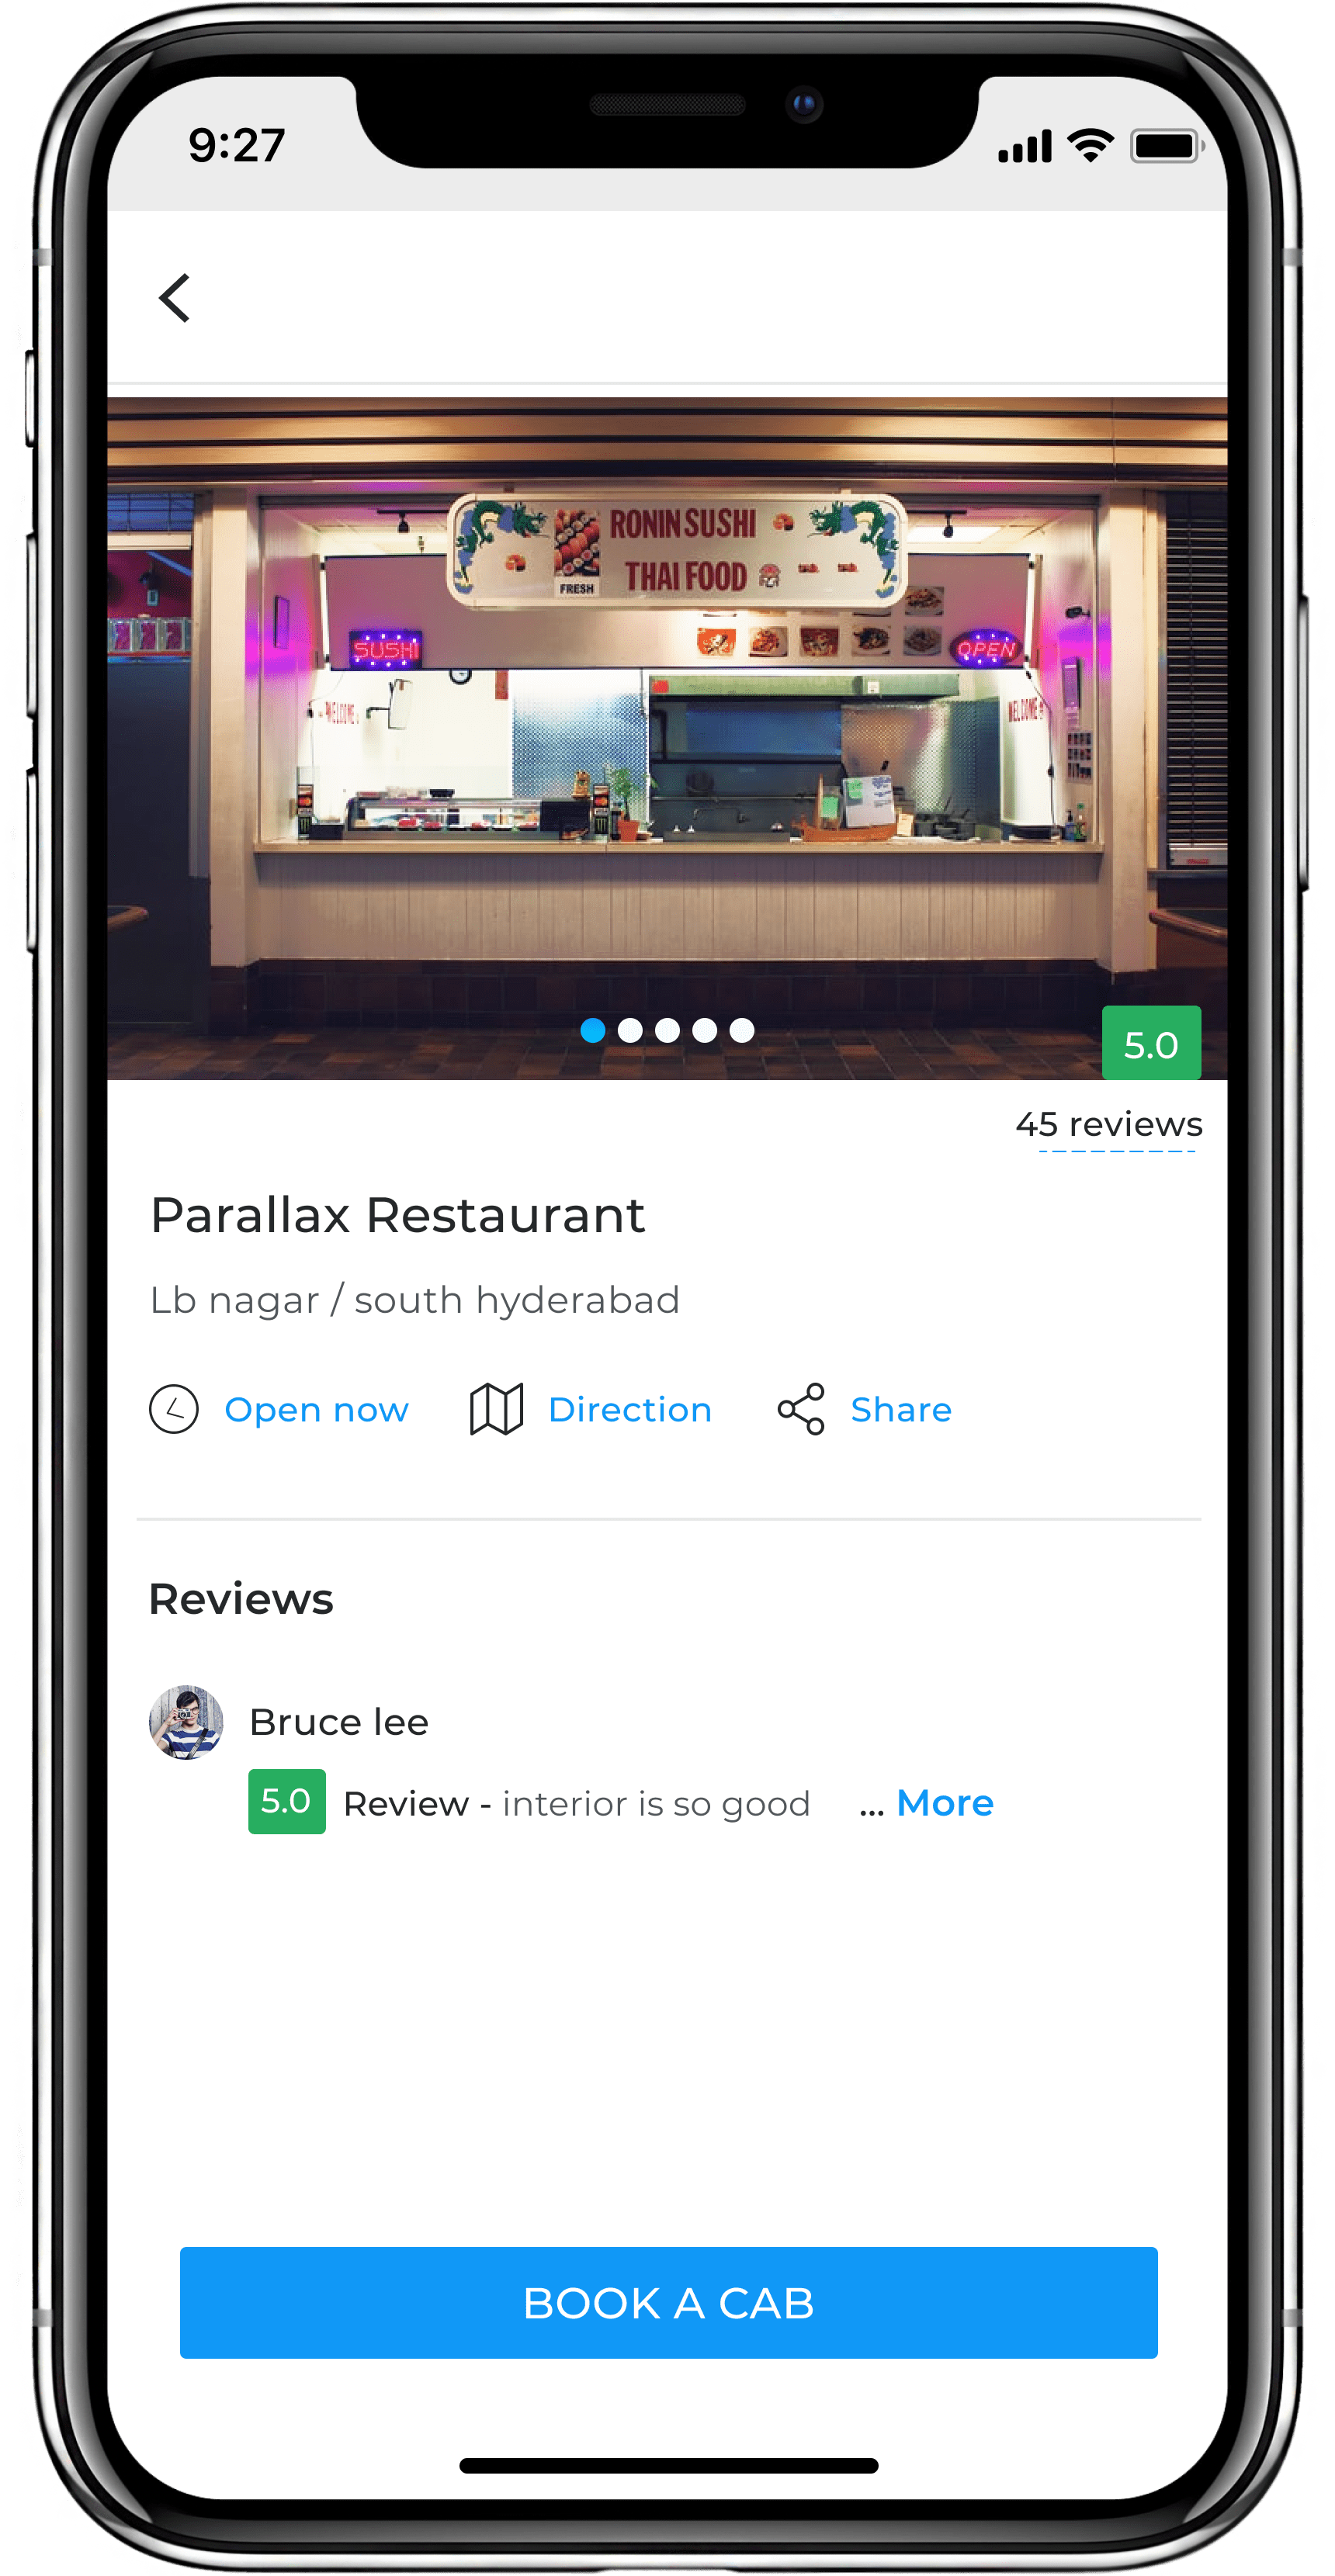 9:27
RONIN SUSHI
THAI FOOD
FRESH
SUSHI
OPEN
WELCOME
WELCOME
5.0
45 reviews
Parallax Restaurant
Lb nagar / south hyderabad
Open now
Direction
Share
Reviews
Bruce lee
5.0 Review - interior is so good ... More
BOOK A CAB